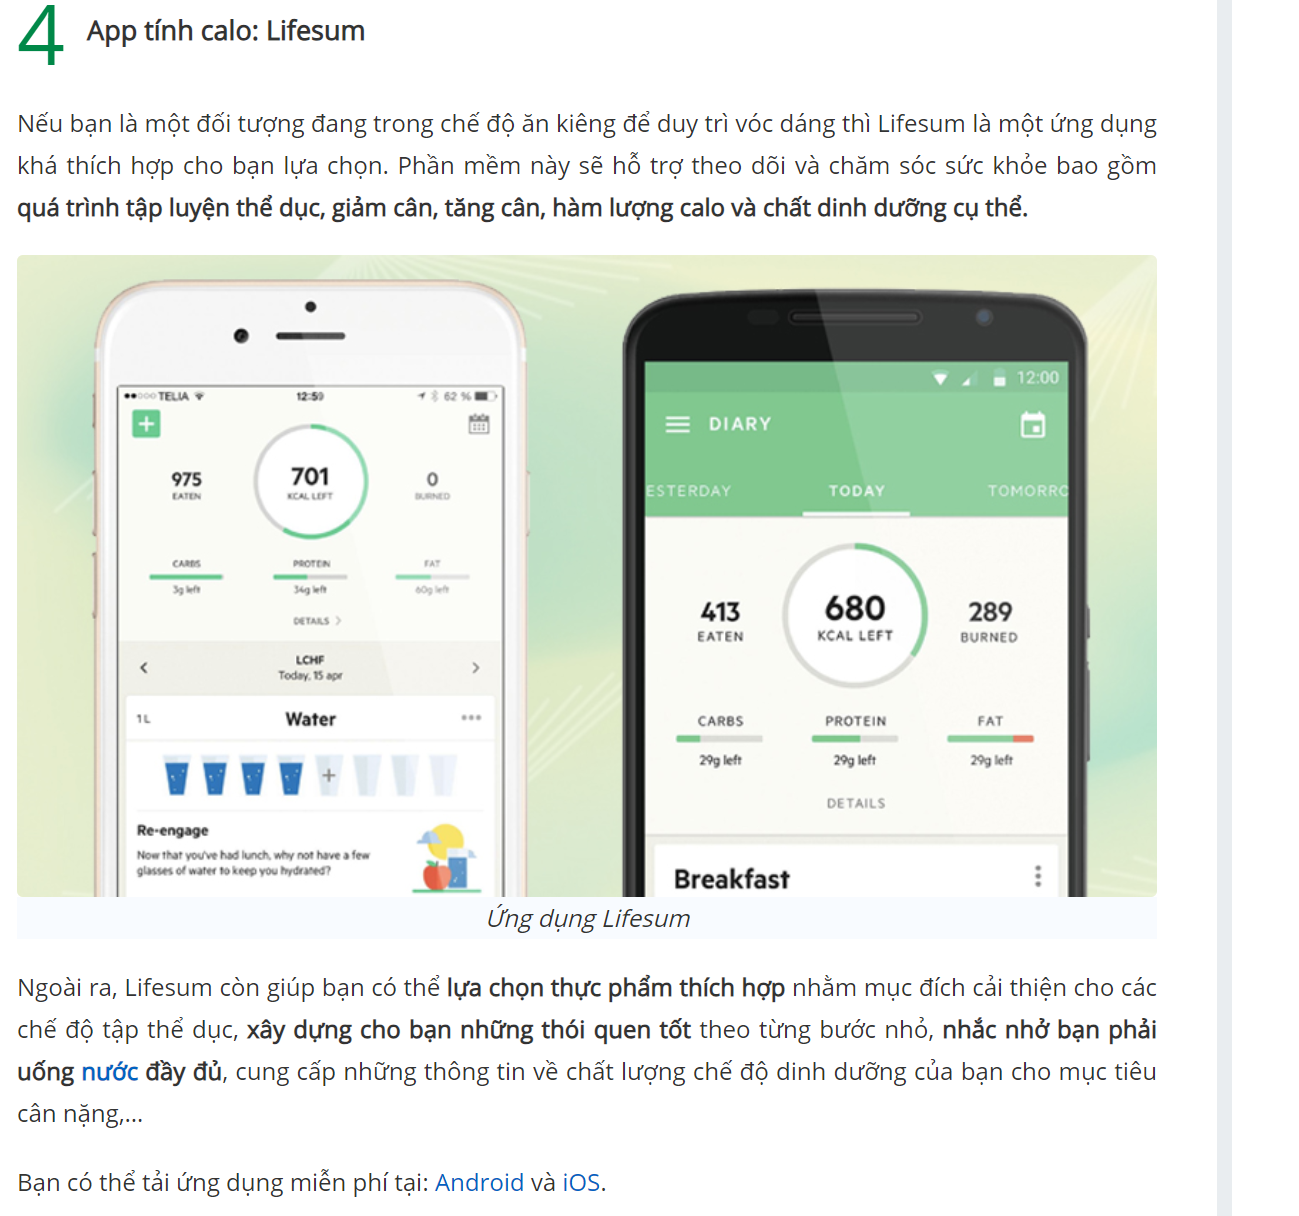 4 App tính calo: Lifesum
Nếu bạn là một đối tượng đang trong chế độ ăn kiêng để duy trì vóc dáng thì Lifesum là một ứng dụng
khá thích hợp cho bạn lựa chọn. Phần mềm này sẽ hỗ trợ theo dõi và chăm sóc sức khỏe bao gồm
quá trình tập luyện thể dục, giảm cân, tăng cân, hàm lượng calo và chất dinh dưỡng cụ thể.
TELIA 12:59 62 %
975 EATEN
701 KCAL LEFT
0 BURNED
CARBS PROTEIN FAT
3g left 34g left 60g left
DETAILS >
< LCHF >
Today, 15 apr
1 L Water •••
+
Re-engage
Now that you've had lunch, why not have a few
glasses of water to keep you hydrated?
12:00
DIARY
ESTERDAY TODAY TOMORRO
413 EATEN
680 KCAL LEFT
289 BURNED
CARBS PROTEIN FAT
29g left 29g left 29g left
DETAILS
Breakfast
Ứng dụng Lifesum
Ngoài ra, Lifesum còn giúp bạn có thể lựa chọn thực phẩm thích hợp nhằm mục đích cải thiện cho các
chế độ tập thể dục, xây dựng cho bạn những thói quen tốt theo từng bước nhỏ, nhắc nhở bạn phải
uống nước đầy đủ, cung cấp những thông tin về chất lượng chế độ dinh dưỡng của bạn cho mục tiêu
cân nặng,...
Bạn có thể tải ứng dụng miễn phí tại: Android và iOS.